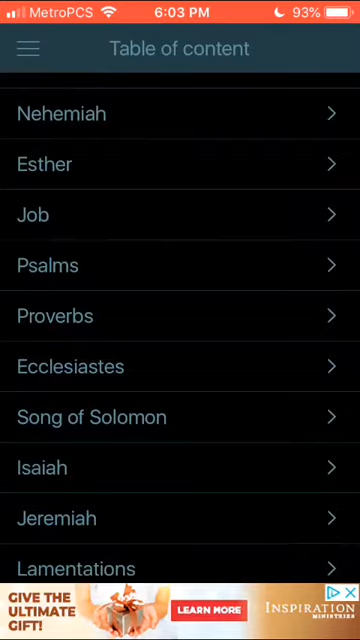 MetroPCS 6:03 PM 93%
Table of content
Nehemiah
Esther
Job
Psalms
Proverbs
Ecclesiastes
Song of Solomon
Isaiah
Jeremiah
Lamentations
GIVE THE
ULTIMATE
GIFT!
LEARN MORE
INSPIRATION
MINISTRIES